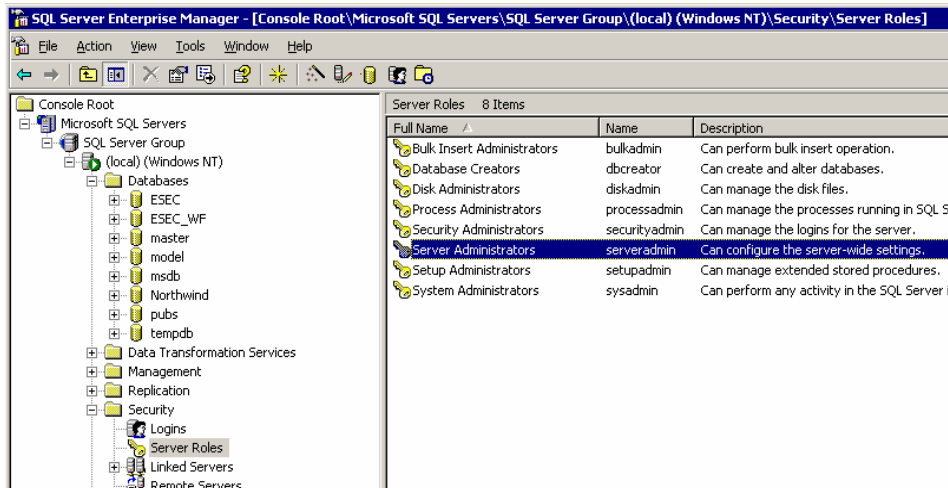 SQL Server Enterprise Manager - [Console Root\Microsoft SQL Servers\SQL Server Group\(local) (Windows NT)\Security\Server Roles]
File Action View Tools Window Help
Console Root
Microsoft SQL Servers
SQL Server Group
(local) (Windows NT)
Databases
ESEC
ESEC_WF
master
model
msdb
Northwind
pubs
tempdb
Data Transformation Services
Management
Replication
Security
Logins
Server Roles
Linked Servers
Remote Servers
Server Roles 8 Items
Full Name Name Description
Bulk Insert Administrators bulkadmin Can perform bulk insert operation.
Database Creators dbcreator Can create and alter databases.
Disk Administrators diskadmin Can manage the disk files.
Process Administrators processadmin Can manage the processes running in SQL S
Security Administrators securityadmin Can manage the logins for the server.
Server Administrators serveradmin Can configure the server-wide settings.
Setup Administrators setupadmin Can manage extended stored procedures.
System Administrators sysadmin Can perform any activity in the SQL Server i